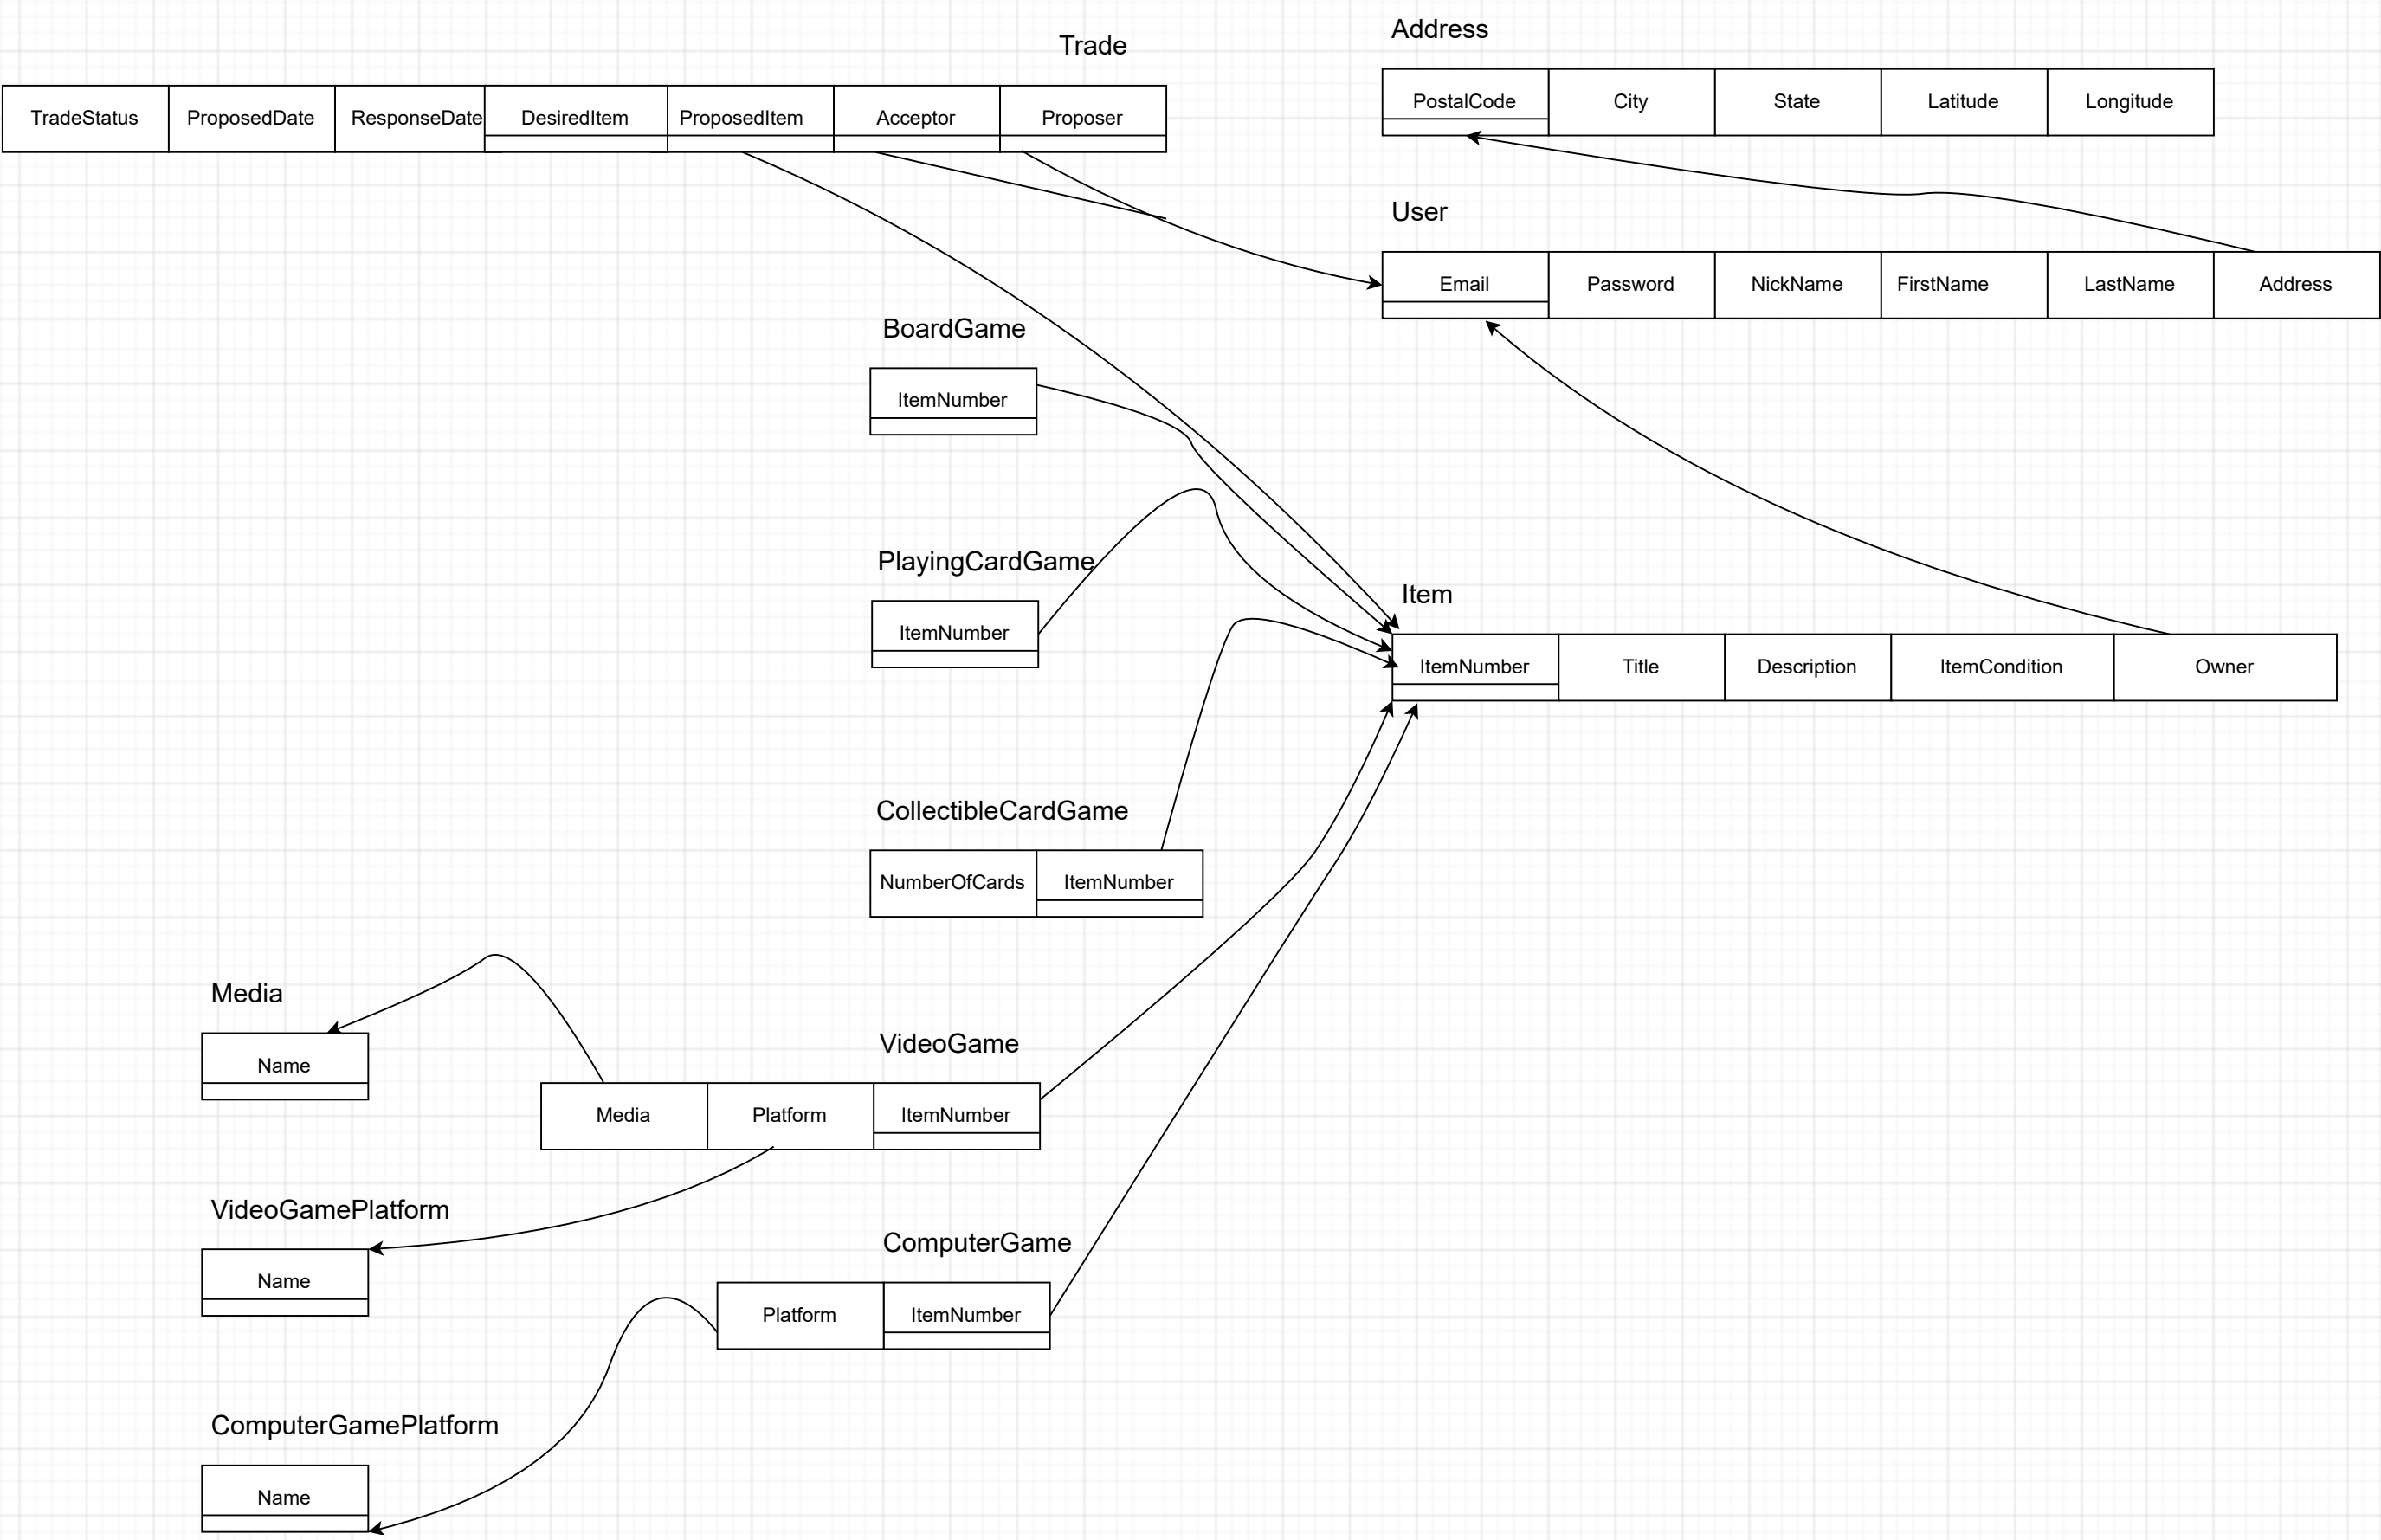 Trade
TradeStatus ProposedDate ResponseDate DesiredItem ProposedItem Acceptor Proposer
Address
PostalCode City State Latitude Longitude
User
Email Password NickName FirstName LastName Address
BoardGame
ItemNumber
PlayingCardGame
ItemNumber
Item
ItemNumber Title Description ItemCondition Owner
CollectibleCardGame
NumberOfCards ItemNumber
Media
Name
VideoGame
Media Platform ItemNumber
VideoGamePlatform
Name
ComputerGame
Platform ItemNumber
ComputerGamePlatform
Name